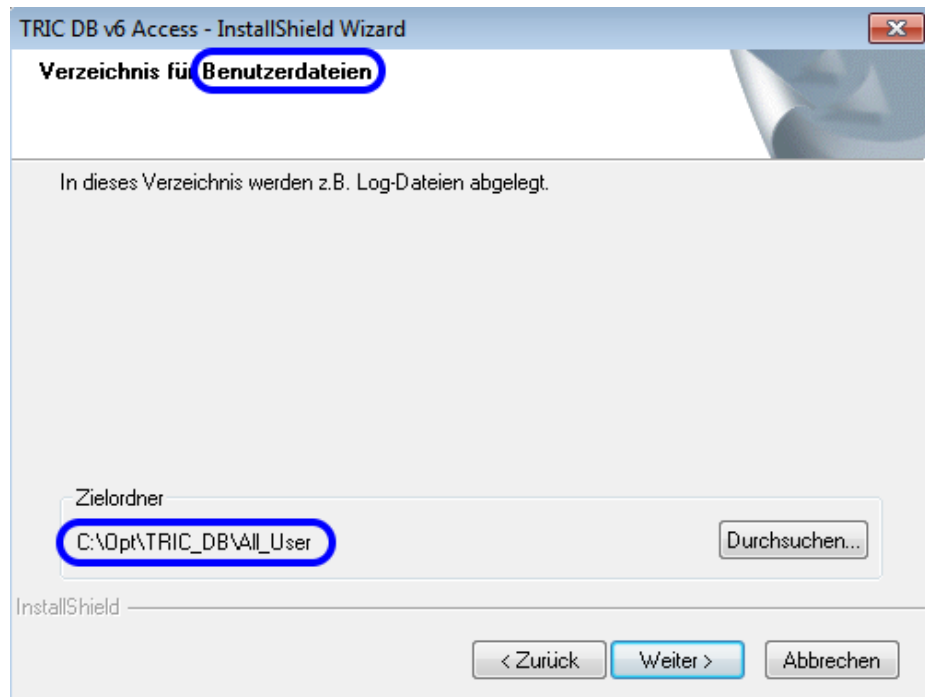 TRIC DB v6 Access - InstallShield Wizard
Verzeichnis für Benutzerdateien
In dieses Verzeichnis werden z.B. Log-Dateien abgelegt.
Zielordner
C:\Opt\TRIC_DB\All_User
Durchsuchen...
InstallShield
< Zurück
Weiter >
Abbrechen